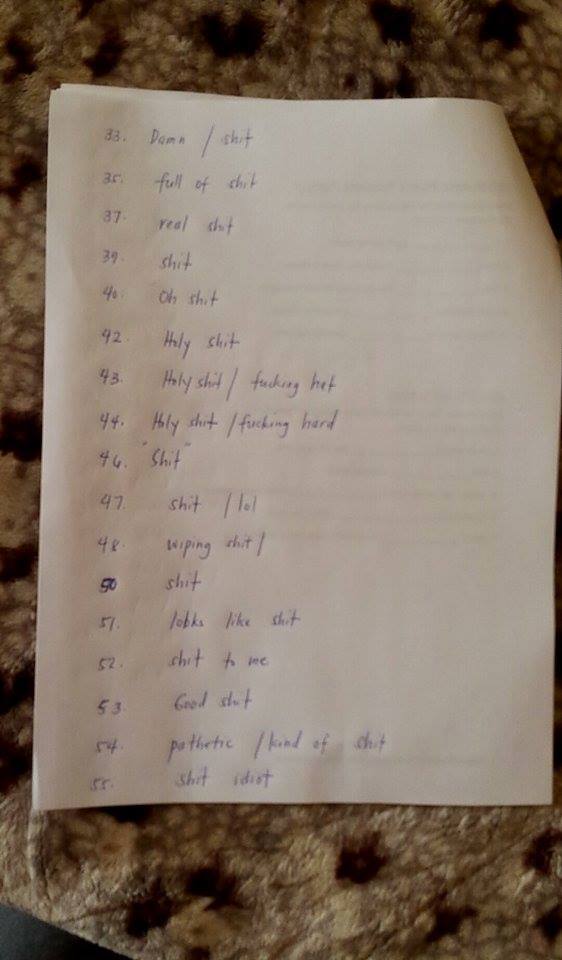 33. Damn / shit
35. full of shit
37. real shit
39. shit
40. Oh shit
42. Holy shit
43. Holy shit / fucking hot
44. Holy shit / fucking hard
46. "Shit"
47. shit / lol
48. wiping shit /
50 shit
51. looks like shit
52. shit to me
53. Good shit
54. pathetic / kind of shit
55. shit idiot